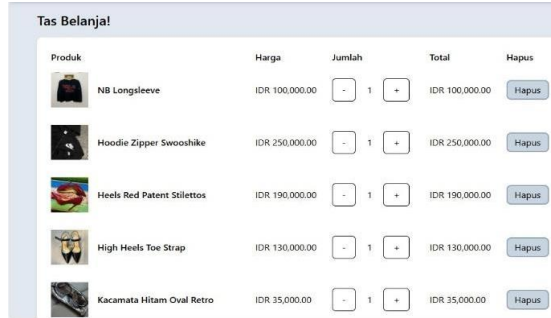 Tas Belanja!
Produk Harga Jumlah Total Hapus
NB Longsleeve IDR 100,000.00 - 1 + IDR 100,000.00 Hapus
Hoodie Zipper Swooshike IDR 250,000.00 - 1 + IDR 250,000.00 Hapus
Heels Red Patent Stilettos IDR 190,000.00 - 1 + IDR 190,000.00 Hapus
High Heels Toe Strap IDR 130,000.00 - 1 + IDR 130,000.00 Hapus
Kacamata Hitam Oval Retro IDR 35,000.00 - 1 + IDR 35,000.00 Hapus